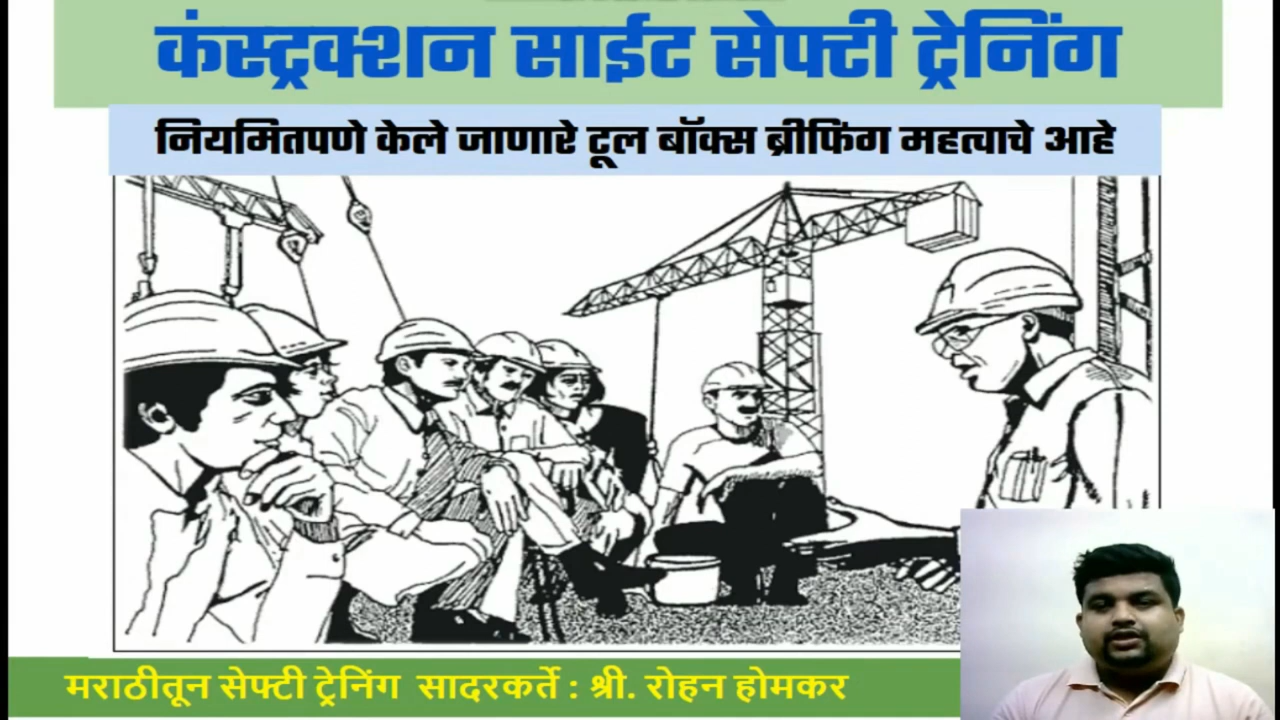 कंस्ट्रक्शन साईट सेफ्टी ट्रेनिंग
नियमितपणे केले जाणारे टूल बॉक्स ब्रीफिंग महत्वाचे आहे
मराठीतून सेफ्टी ट्रेनिंग सादरकर्ते : श्री. रोहन होमकर